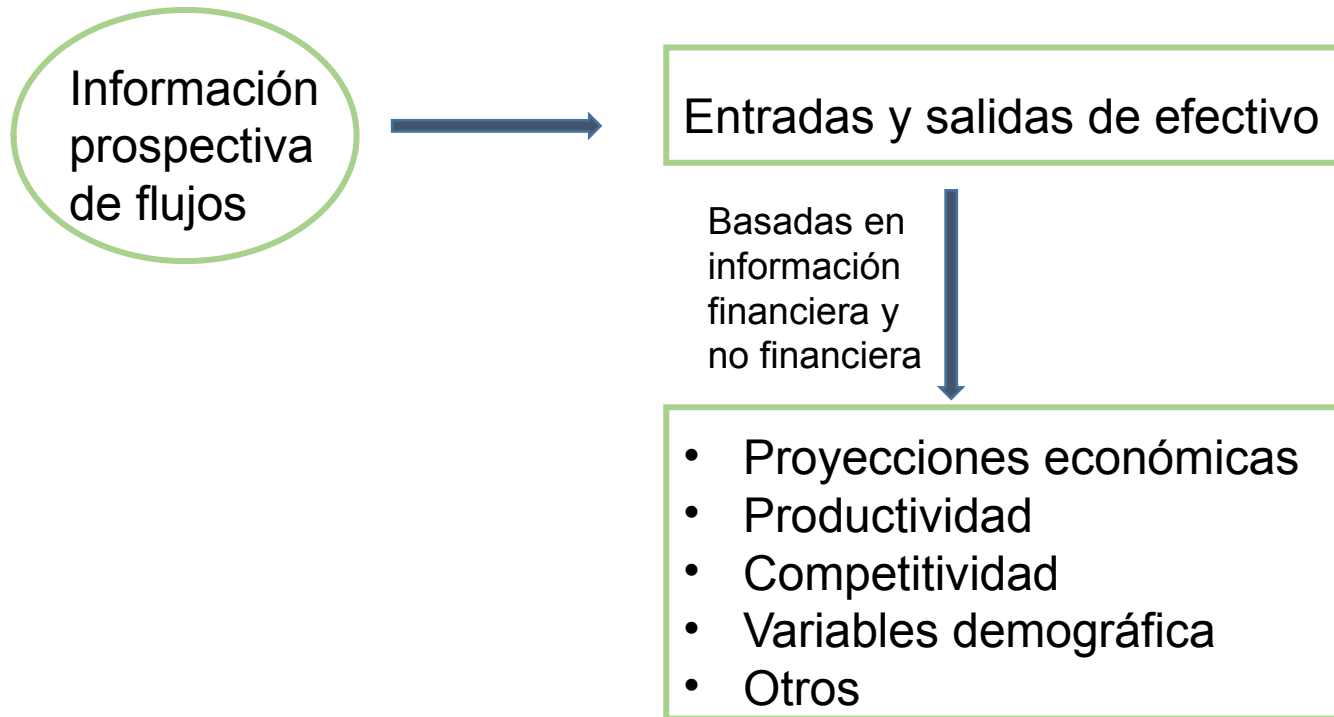 Información
prospectiva
de flujos
Entradas y salidas de efectivo
Basadas en
información
financiera y
no financiera
• Proyecciones económicas
• Productividad
• Competitividad
• Variables demográfica
• Otros